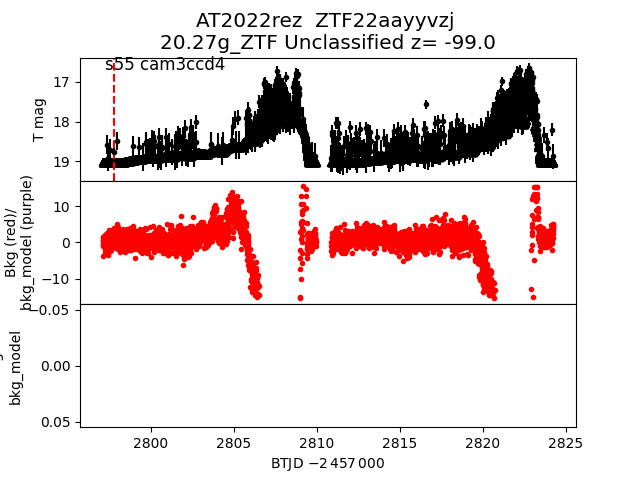 AT2022rez  ZTF22aayyvzj
20.27g_ZTF Unclassified z= -99.0
s55 cam3ccd4
T mag
17
18
19
Bkg (red)/
bkg_model (purple)
10
0
−10
bkg_model
−0.05
0.00
0.05
2800
2805
2810
2815
2820
2825
BTJD −2 457 000